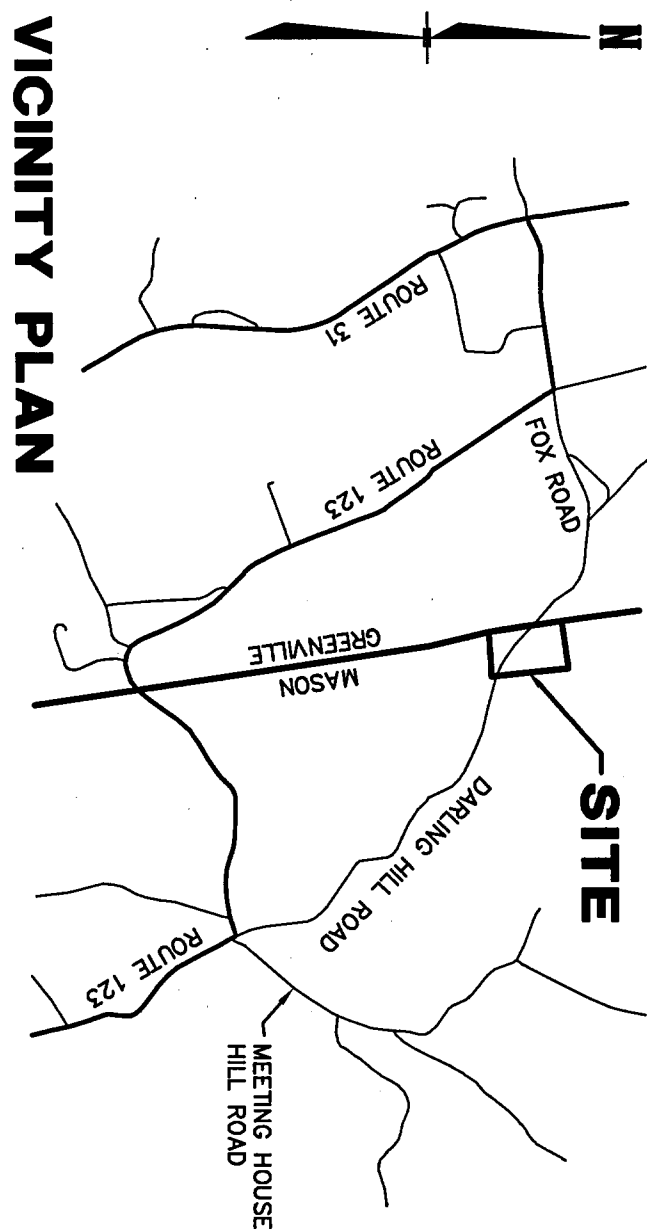 N
ROUTE 31
ROUTE 123
FOX ROAD
GREENVILLE
MASON
SITE
DARLING HILL ROAD
ROUTE 123
MEETING HOUSE
HILL ROAD
VICINITY PLAN